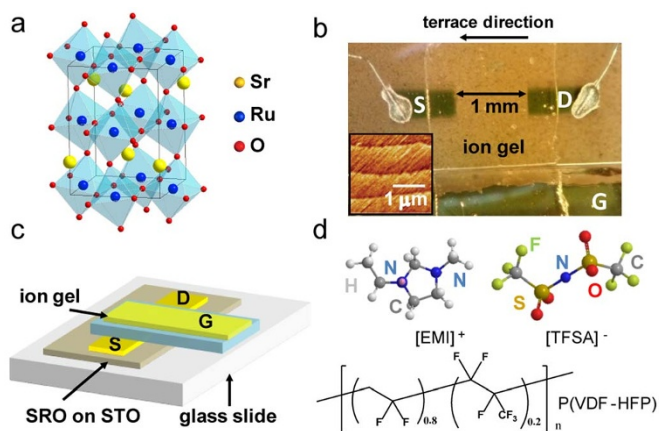 a
Sr
Ru
O
b
terrace direction
S
D
1 mm
ion gel
1 μm
G
c
D
ion gel
G
S
SRO on STO
glass slide
d
F
N
N
N
C
H
C
S
O
[EMI]+
[TFSA]-
F
F
F
F
0.8
F
CF3
0.2
n
P(VDF-HFP)